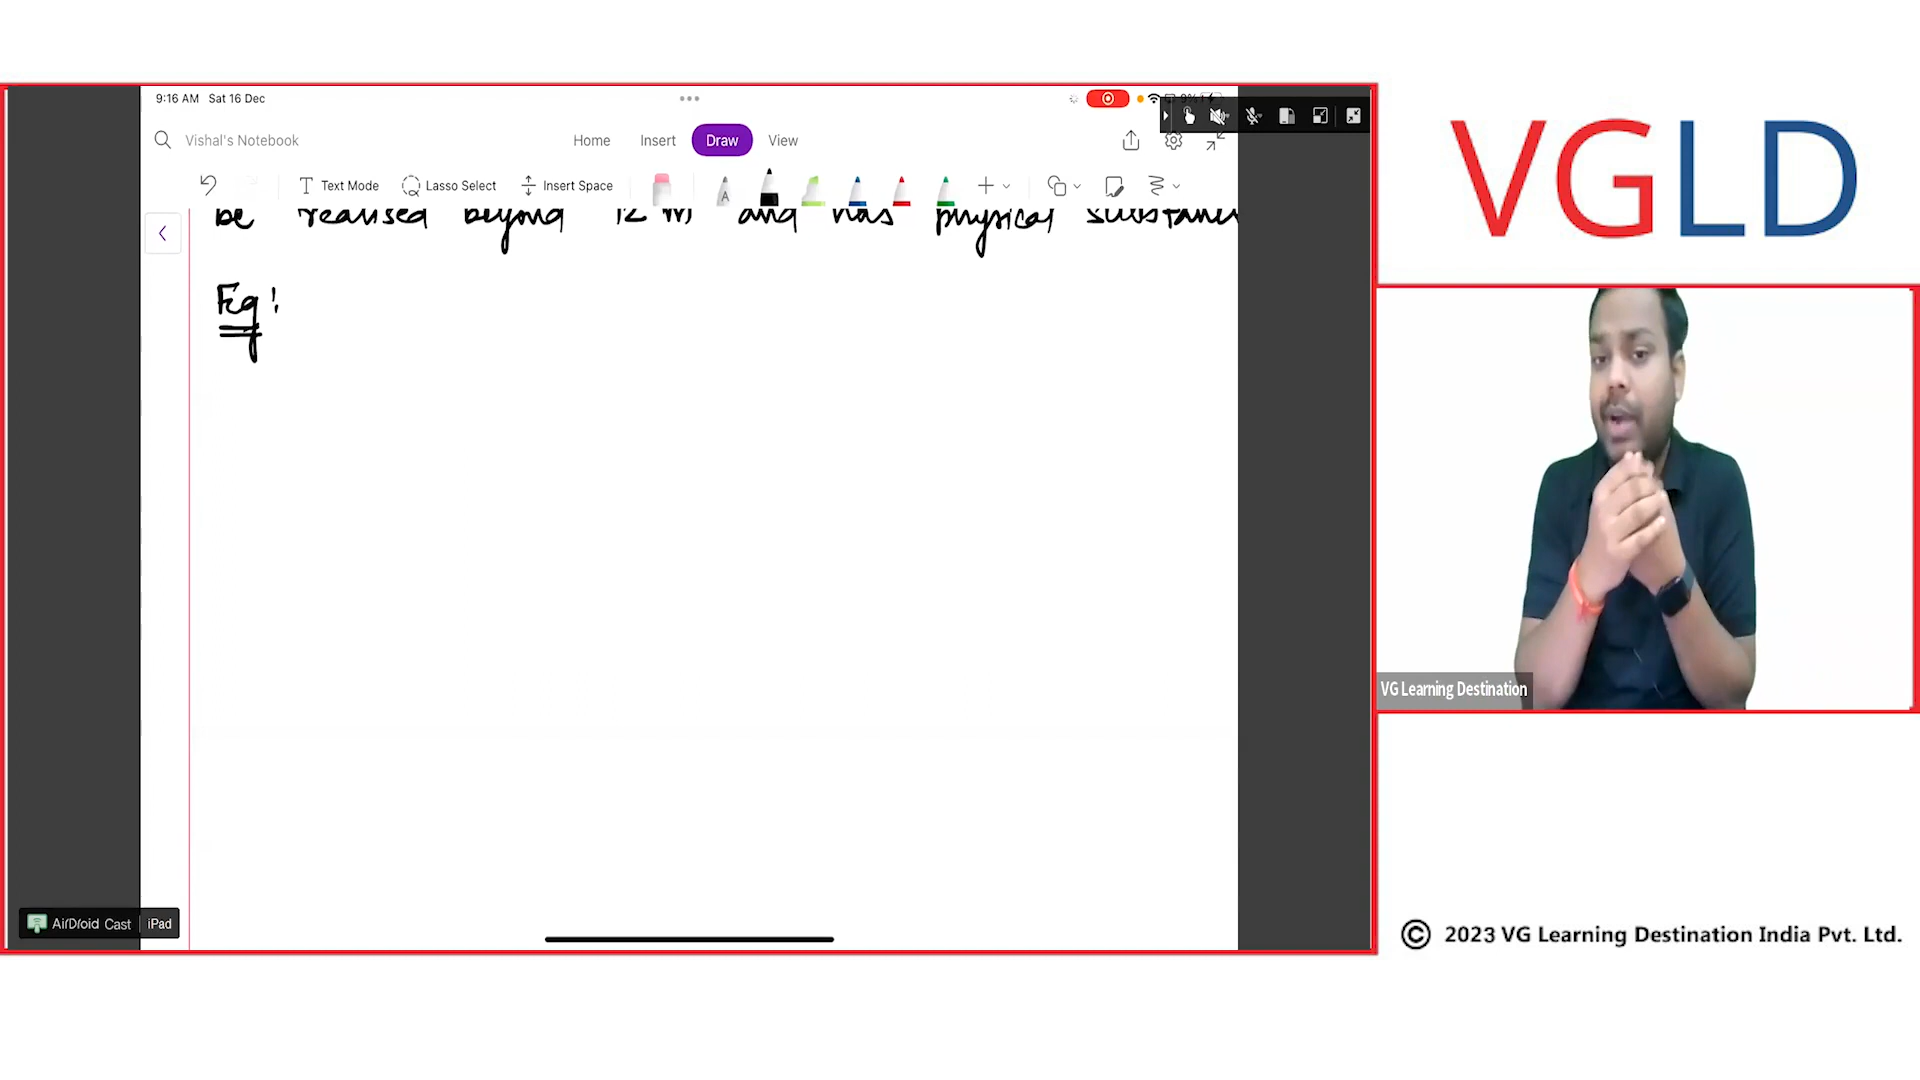 9:16 AM Sat 16 Dec
9%
VGLD
Vishal's Notebook
Home Insert Draw View
Text Mode Lasso Select Insert Space
A
be realised beyond 12 M and has physical substance
Eg:
VG Learning Destination
AirDroid Cast iPad
© 2023 VG Learning Destination India Pvt. Ltd.